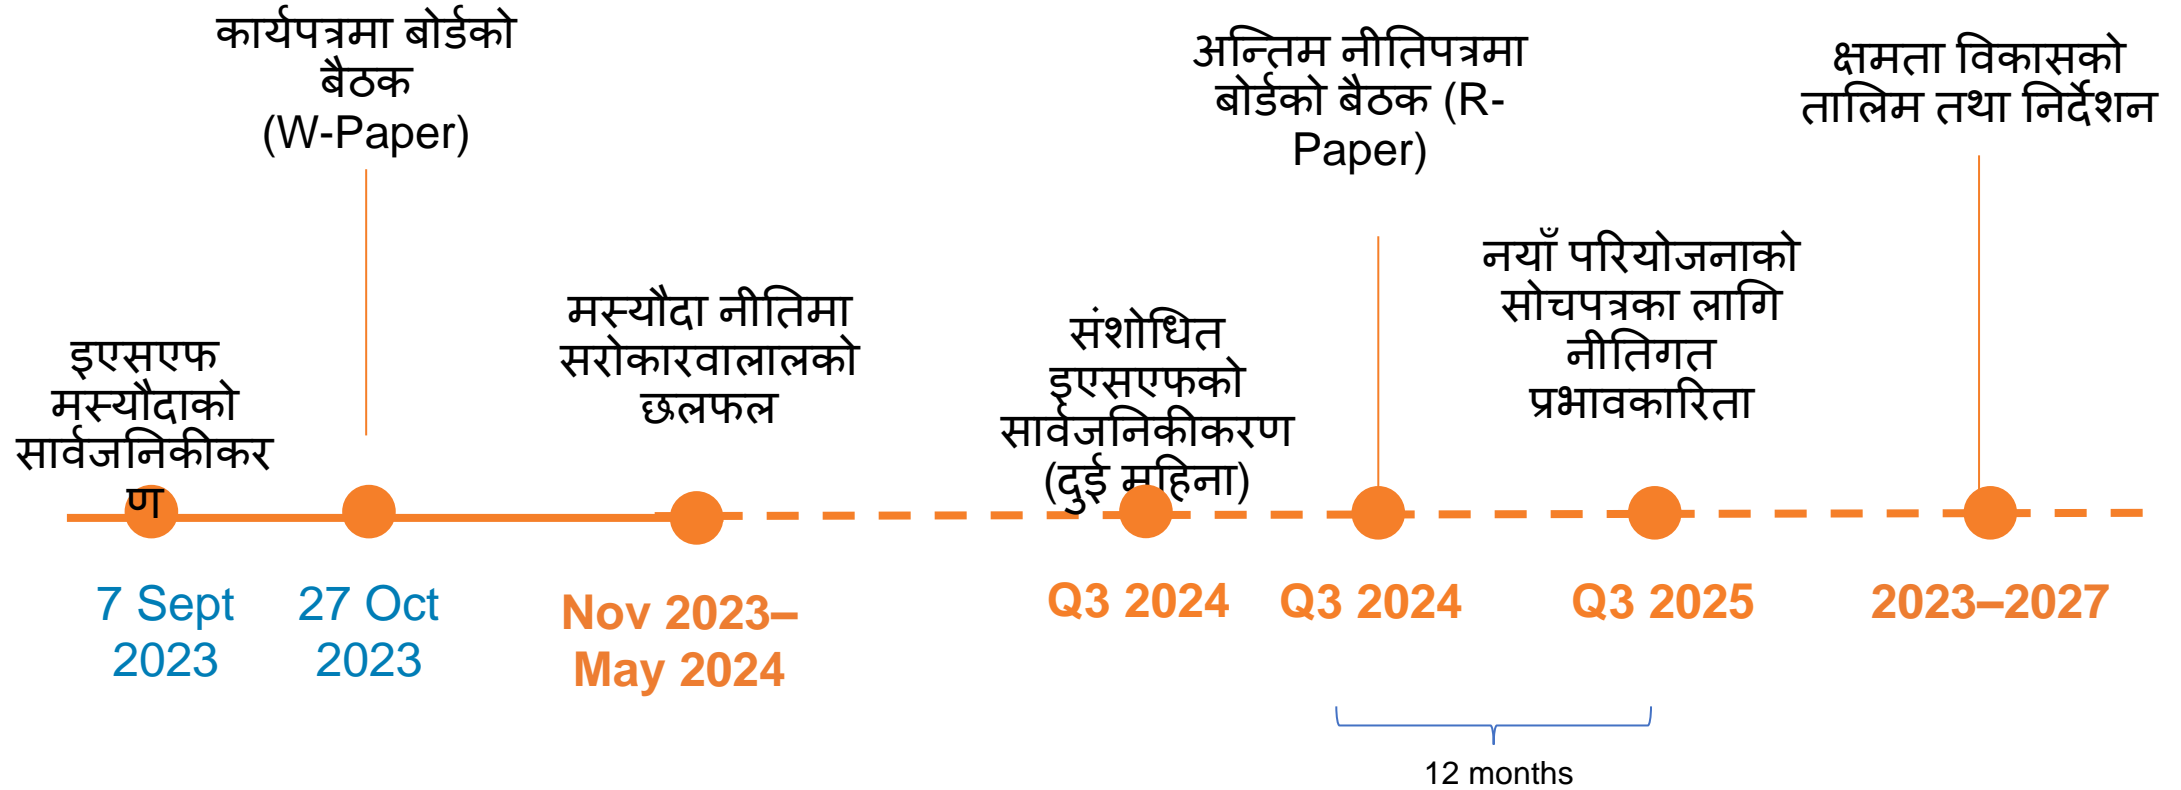 कार्यपत्रमा बोर्डको
बैठक
(W-Paper)
अन्तिम नीतिपत्रमा
बोर्डको बैठक (R-
Paper)
क्षमता विकासको
तालिम तथा निर्देशन
इएसएफ
मस्यौदाको
सार्वजनिकीकर
ण
मस्यौदा नीतिमा
सरोकारवालालको
छलफल
संशोधित
इएसएफको
सार्वजनिकीकरण
(दुई महिना)
नयाँ परियोजनाको
सोचपत्रका लागि
नीतिगत
प्रभावकारिता
7 Sept
2023
27 Oct
2023
Nov 2023–
May 2024
Q3 2024
Q3 2024
Q3 2025
2023–2027
12 months